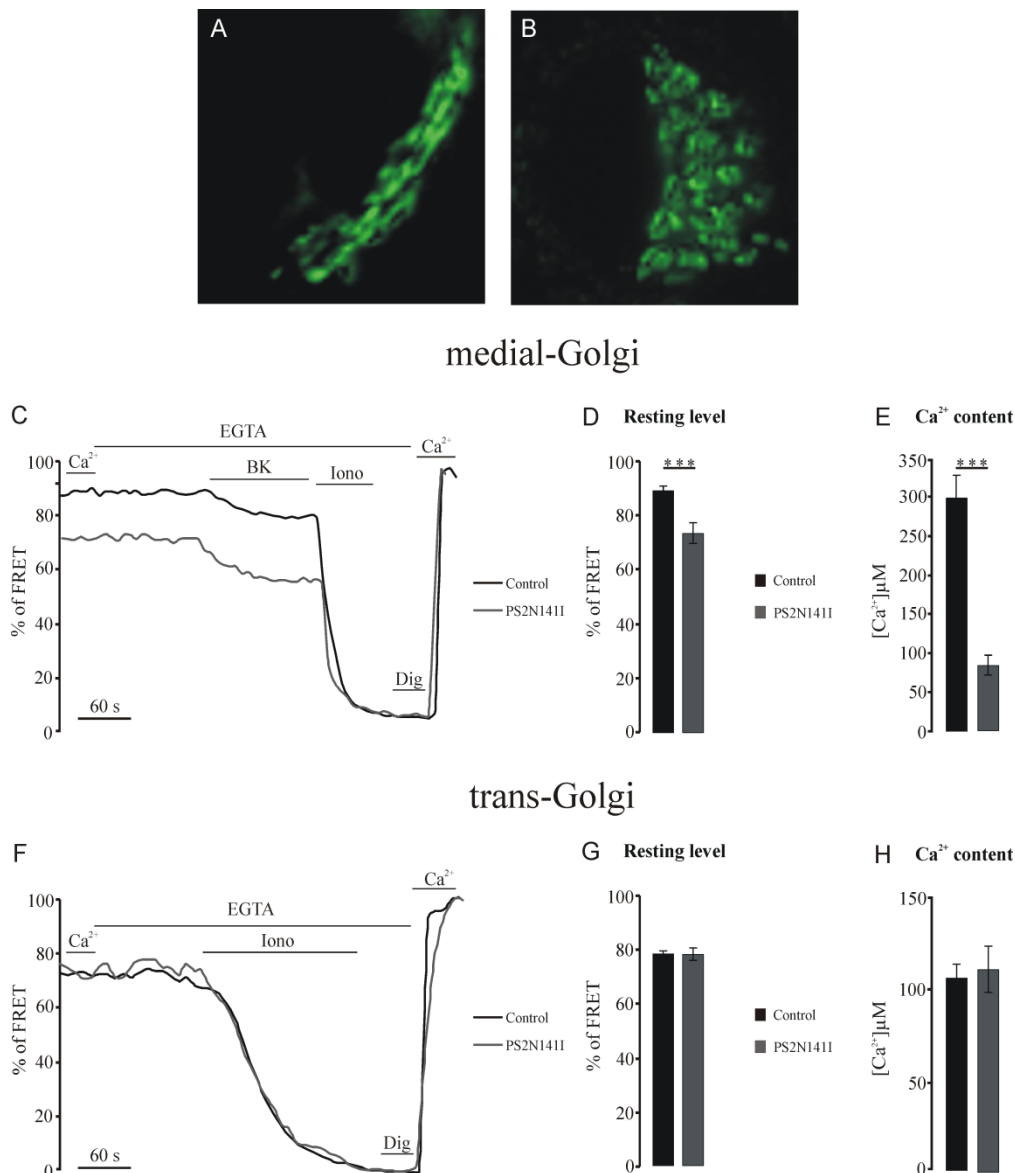 A
B
medial-Golgi
C
EGTA
Ca²⁺
BK
Iono
Ca²⁺
100
80
60
40
20
0
% of FRET
Control
PS2N141I
Dig
60 s
D Resting level
***
100
80
60
40
20
0
% of FRET
Control
PS2N141I
E Ca²⁺ content
***
350
300
250
200
150
100
50
0
[Ca²⁺]µM
trans-Golgi
F
Ca²⁺
EGTA
Ca²⁺
Iono
100
80
60
40
20
0
% of FRET
Control
PS2N141I
Dig
60 s
G Resting level
100
80
60
40
20
0
% of FRET
Control
PS2N141I
H Ca²⁺ content
150
100
50
0
[Ca²⁺]µM